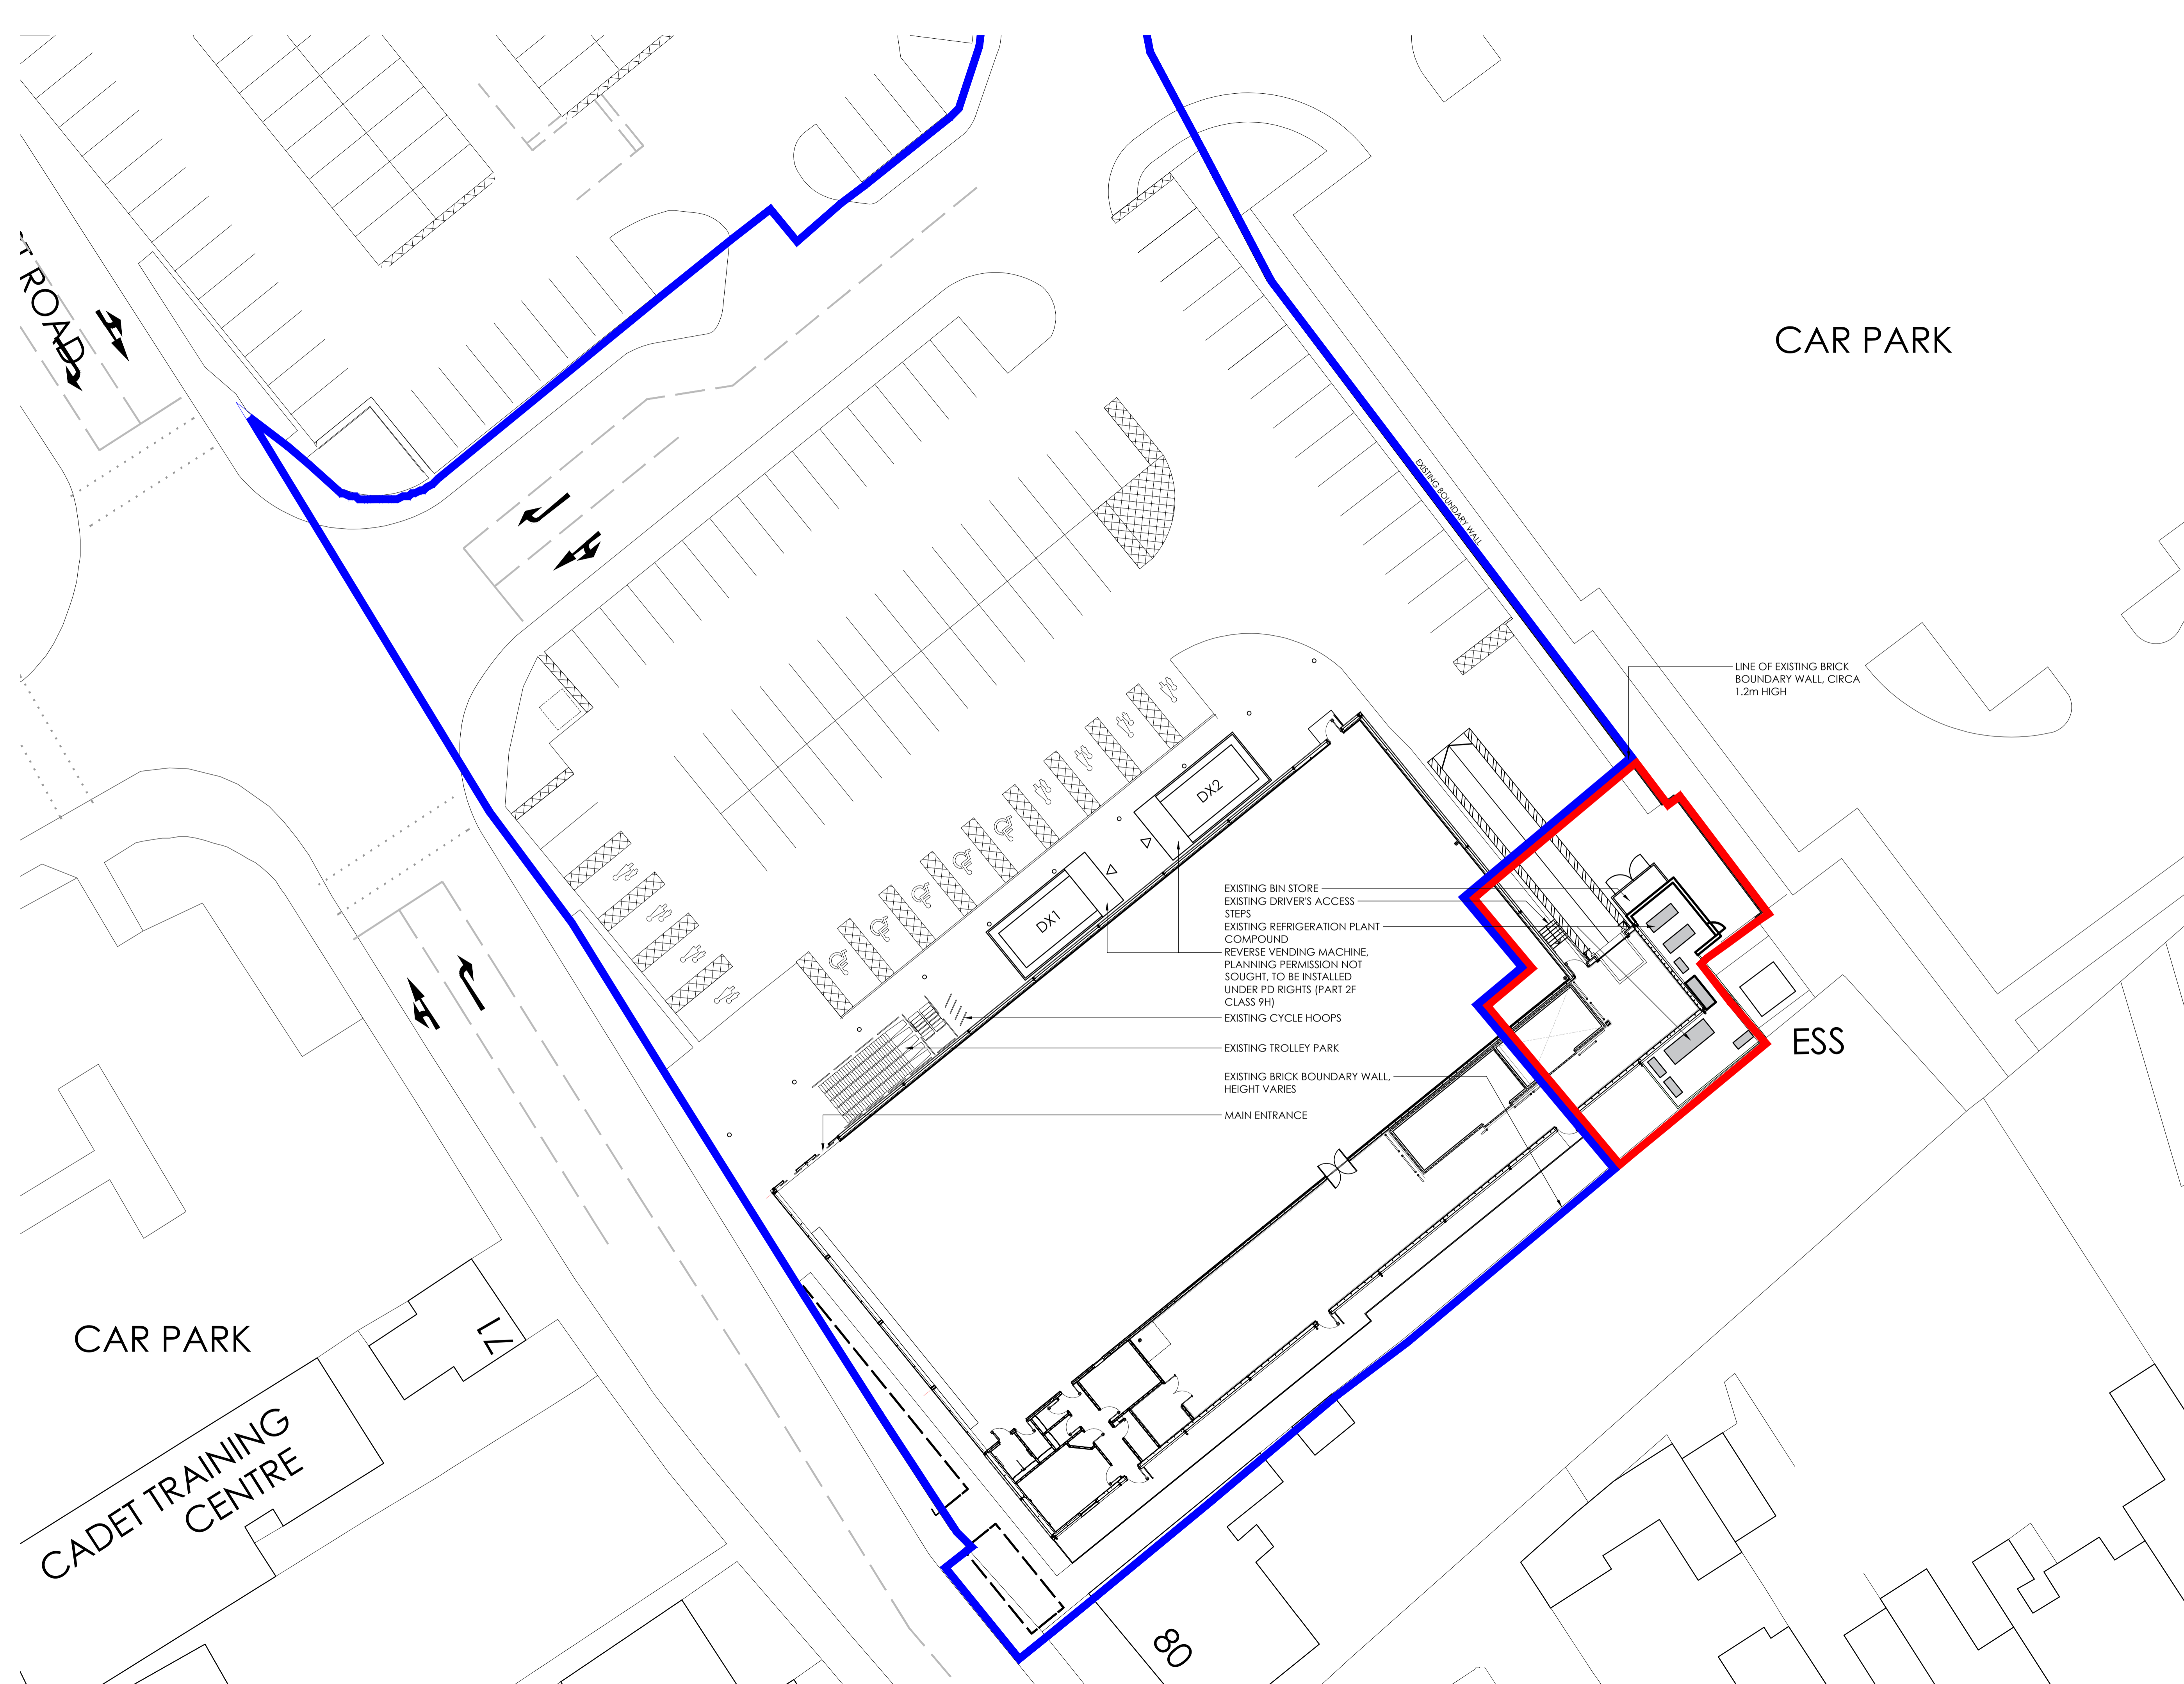 ROAD
CAR PARK
EXISTING BOUNDARY WALL
LINE OF EXISTING BRICK
BOUNDARY WALL, CIRCA
1.2m HIGH
DX2
DX1
EXISTING BIN STORE
EXISTING DRIVER'S ACCESS
STEPS
EXISTING REFRIGERATION PLANT
COMPOUND
REVERSE VENDING MACHINE,
PLANNING PERMISSION NOT
SOUGHT, TO BE INSTALLED
UNDER PD RIGHTS (PART 2F
CLASS 9H)
EXISTING CYCLE HOOPS
EXISTING TROLLEY PARK
EXISTING BRICK BOUNDARY WALL,
HEIGHT VARIES
MAIN ENTRANCE
ESS
CAR PARK
71
CADET TRAINING
CENTRE
80